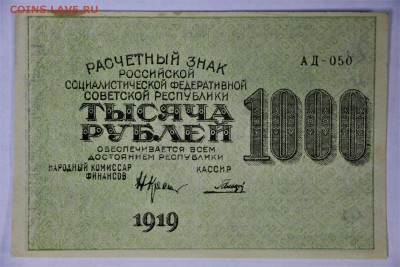 COINS.LAVE.RU
РАСЧЕТНЫЙ ЗНАК
РОССИЙСКОЙ
СОЦИАЛИСТИЧЕСКОЙ ФЕДЕРАТИВНОЙ
СОВЕТСКОЙ РЕСПУБЛИКИ
АД-050
ТЫСЯЧА
РУБЛЕЙ
1000
ОБЕСПЕЧИВАЕТСЯ ВСЕМ
ДОСТОЯНИЕМ РЕСПУБЛИКИ
НАРОДНЫЙ КОМИССАР
ФИНАНСОВ
КАССИР
1919